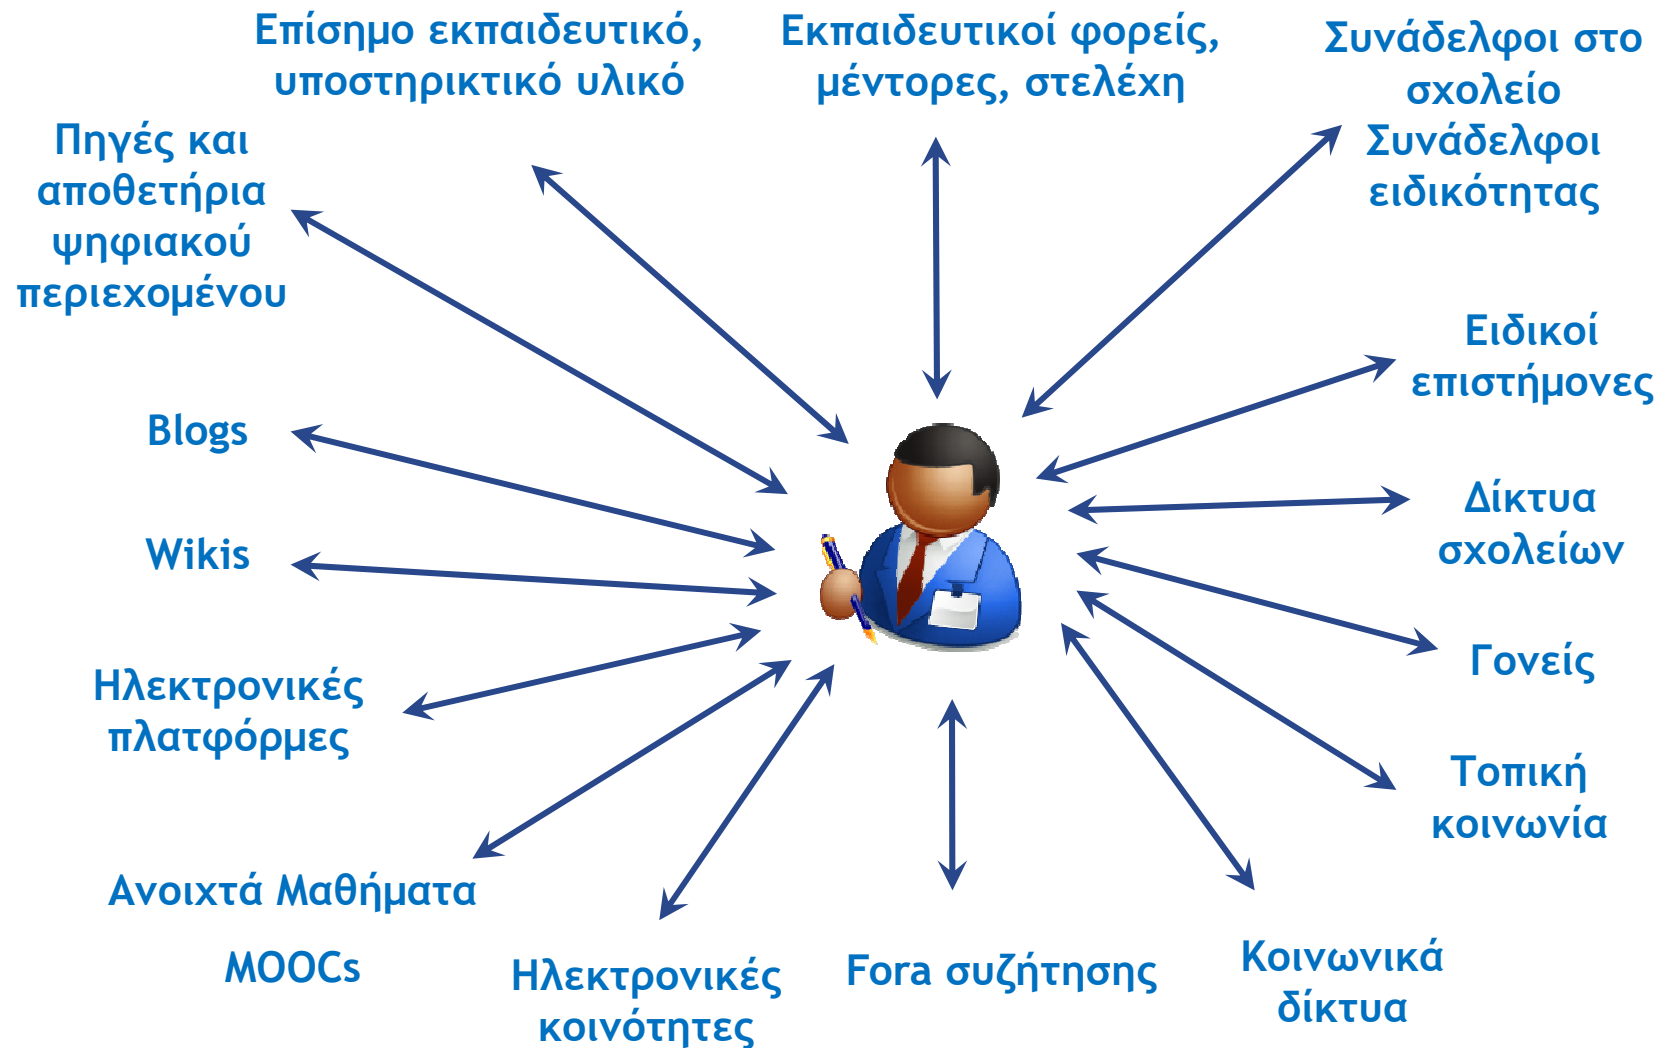 Επίσημο εκπαιδευτικό,
υποστηρικτικό υλικό
Εκπαιδευτικοί φορείς,
μέντορες, στελέχη
Συνάδελφοι στο
σχολείο
Συνάδελφοι
ειδικότητας
Πηγές και
αποθετήρια
ψηφιακού
περιεχομένου
Ειδικοί
επιστήμονες
Blogs
Δίκτυα
σχολείων
Wikis
Γονείς
Ηλεκτρονικές
πλατφόρμες
Τοπική
κοινωνία
Ανοιχτά Μαθήματα
MOOCs
Ηλεκτρονικές
κοινότητες
Fora συζήτησης
Κοινωνικά
δίκτυα